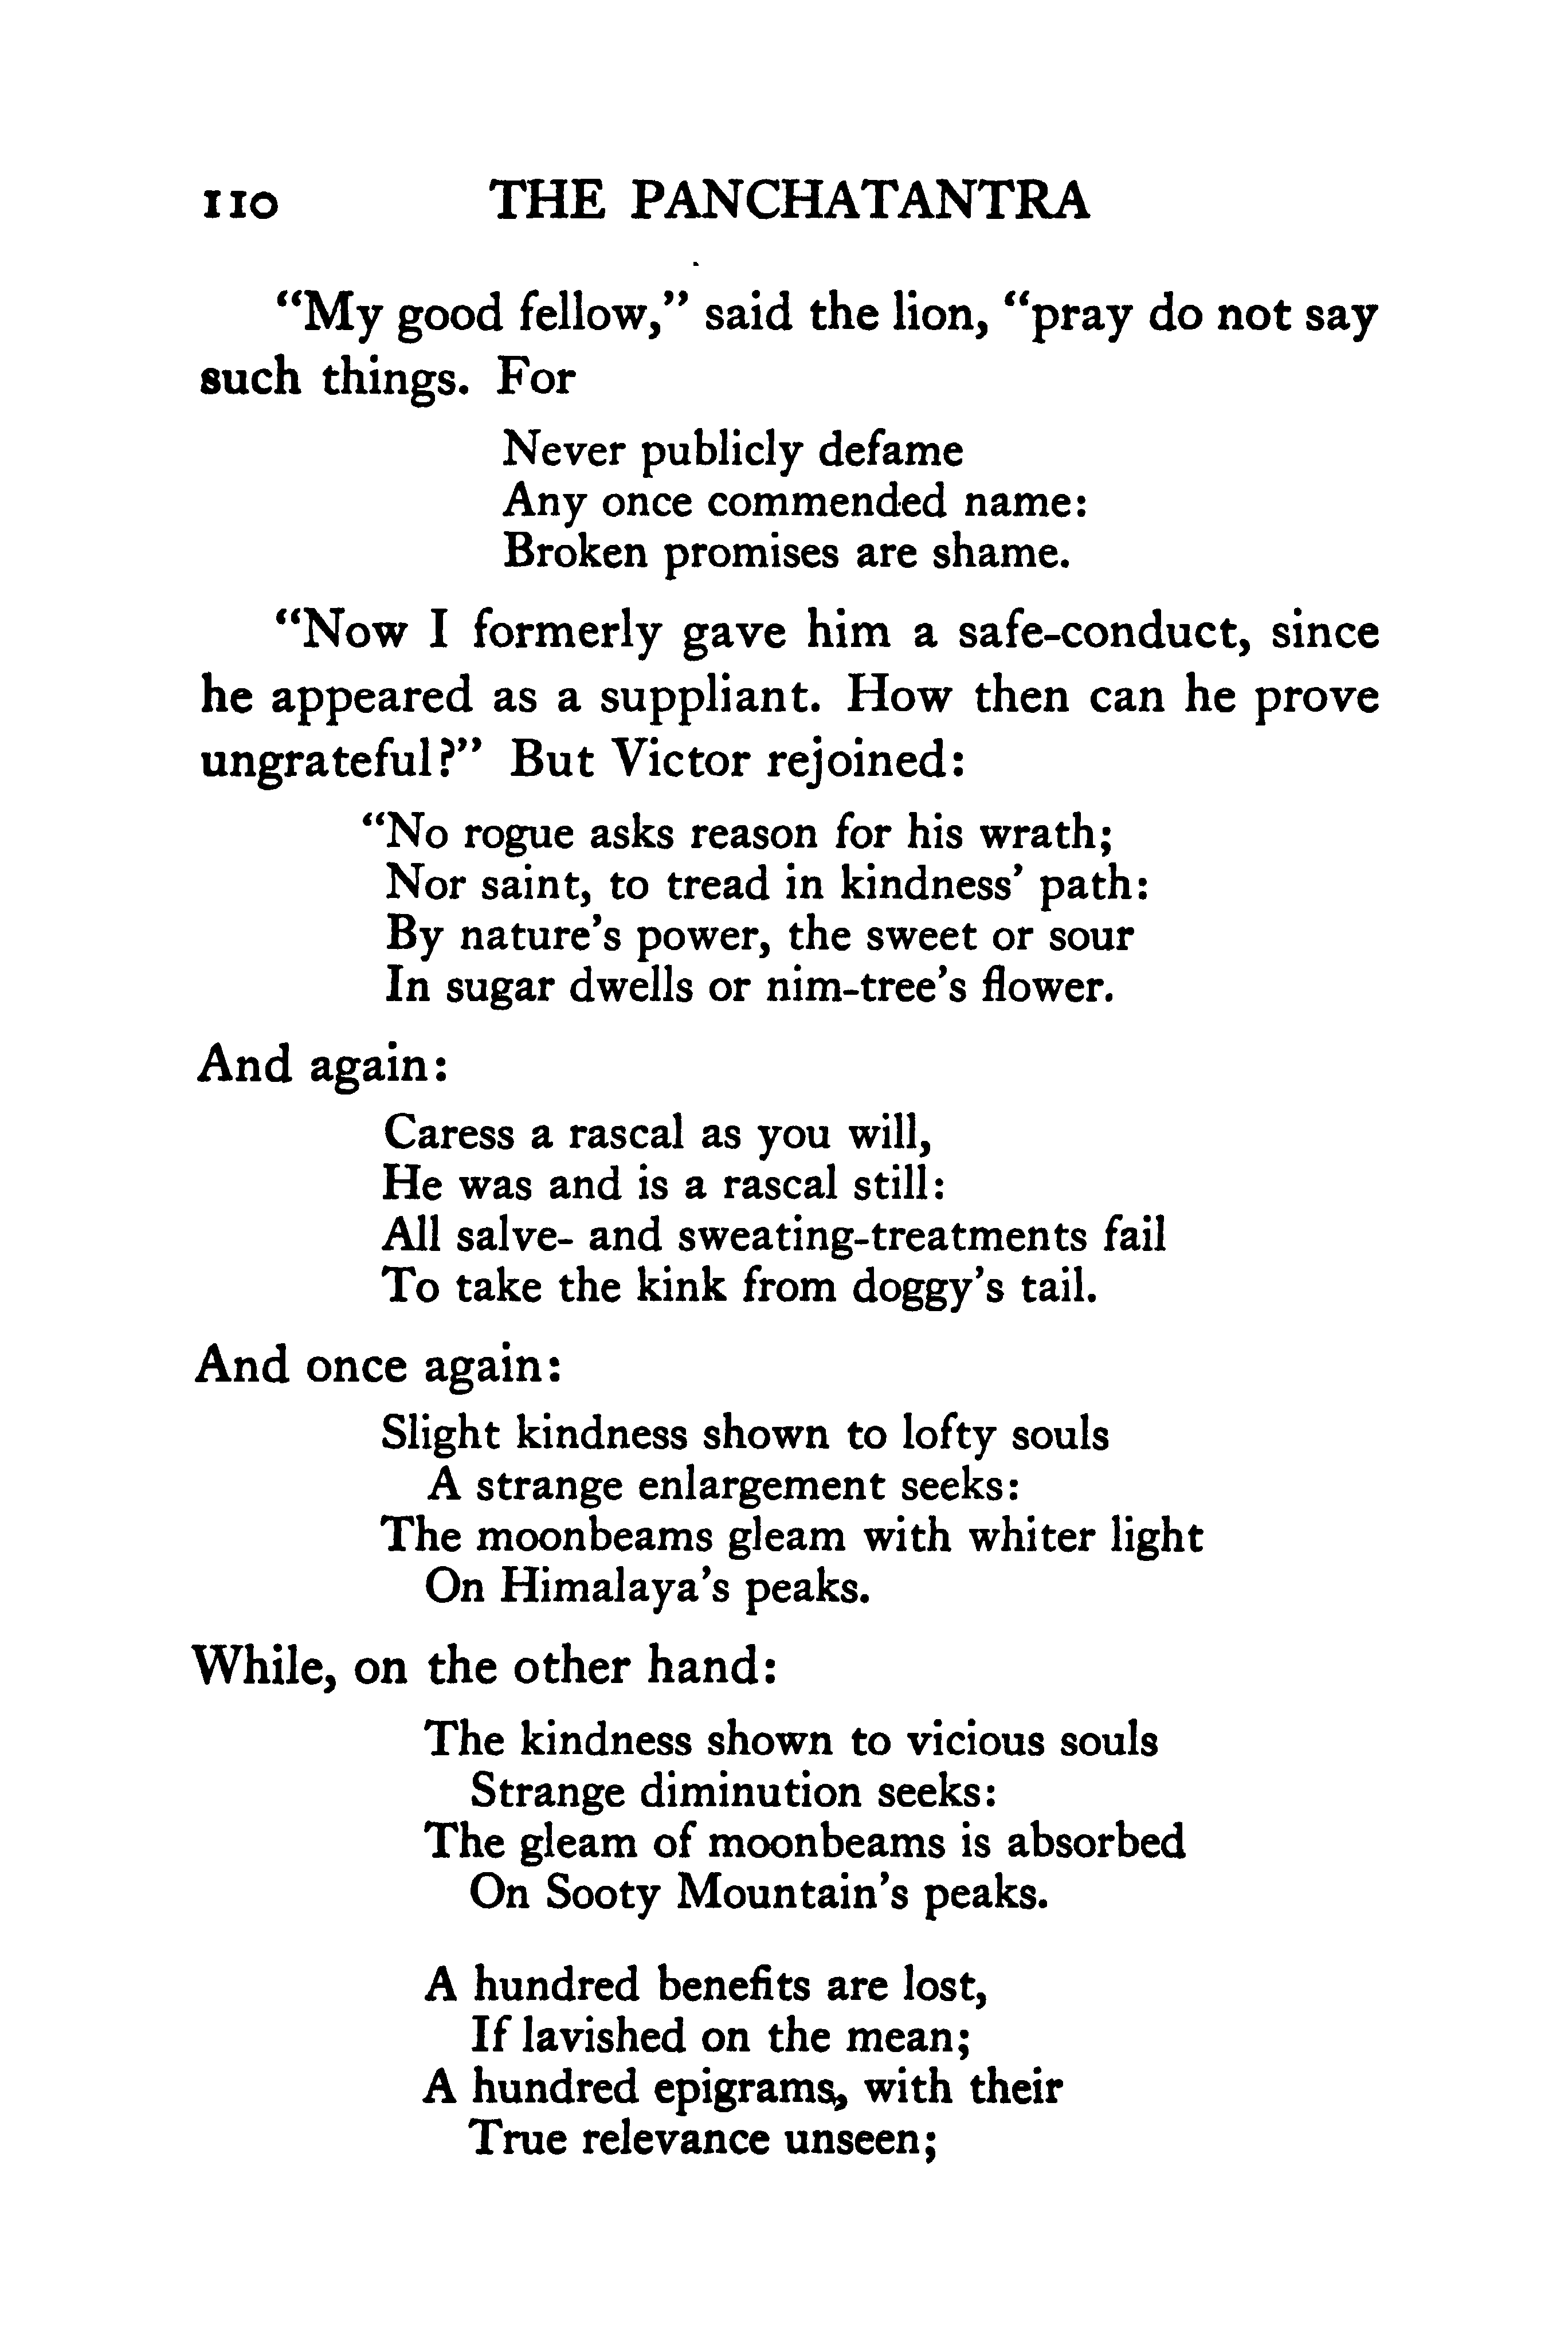 110 THE PANCHATANTRA
“My good fellow,” said the lion, “pray do not say
such things. For
Never publicly defame
Any once commended name:
Broken promises are shame.
“Now I formerly gave him a safe-conduct, since
he appeared as a suppliant. How then can he prove
ungrateful?” But Victor rejoined:
“No rogue asks reason for his wrath;
Nor saint, to tread in kindness’ path:
By nature’s power, the sweet or sour
In sugar dwells or nim-tree’s flower.
And again:
Caress a rascal as you will,
He was and is a rascal still:
All salve- and sweating-treatments fail
To take the kink from doggy’s tail.
And once again:
Slight kindness shown to lofty souls
A strange enlargement seeks:
The moonbeams gleam with whiter light
On Himalaya’s peaks.
While, on the other hand:
The kindness shown to vicious souls
Strange diminution seeks:
The gleam of moonbeams is absorbed
On Sooty Mountain’s peaks.
A hundred benefits are lost,
If lavished on the mean;
A hundred epigrams, with their
True relevance unseen;